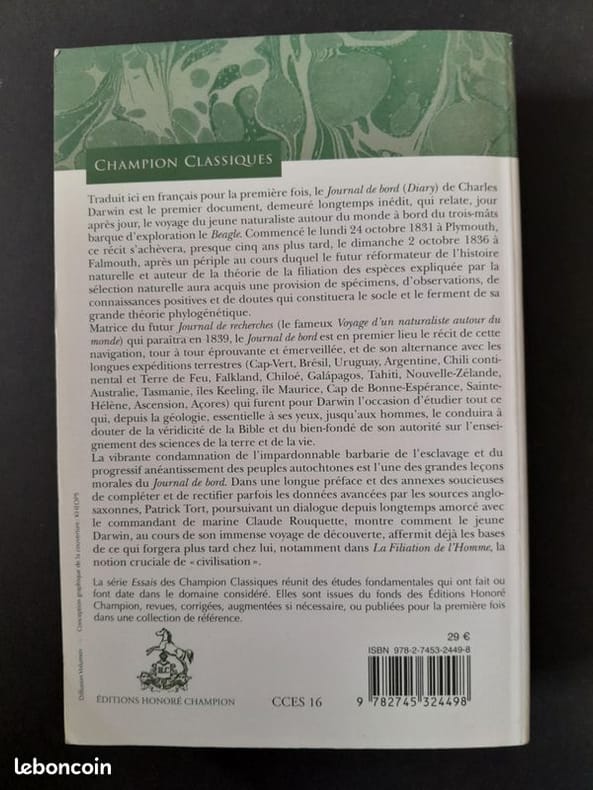 CHAMPION CLASSIQUES
Traduit ici en français pour la première fois, le Journal de bord (Diary) de Charles
Darwin est le premier document, demeuré longtemps inédit, qui relate, jour
après jour, le voyage du jeune naturaliste autour du monde à bord du trois-mâts
barque d'exploration le Beagle. Commencé le lundi 24 octobre 1831 à Plymouth,
ce récit s'achèvera, presque cinq ans plus tard, le dimanche 2 octobre 1836 à
Falmouth, après un périple au cours duquel le futur réformateur de l'histoire
naturelle et auteur de la théorie de la filiation des espèces expliquée par la
sélection naturelle aura acquis une provision de spécimens, d'observations, de
connaissances positives et de doutes qui constituera le socle et le ferment de sa
grande théorie phylogénétique.
Matrice du futur Journal de recherches (le fameux Voyage d'un naturaliste autour du
monde) qui paraîtra en 1839, le Journal de bord est en premier lieu le récit de cette
navigation, tour à tour éprouvante et émerveillée, et de son alternance avec les
longues expéditions terrestres (Cap-Vert, Brésil, Uruguay, Argentine, Chili conti-
nental et Terre de Feu, Falkland, Chiloé, Galápagos, Tahiti, Nouvelle-Zélande,
Australie, Tasmanie, îles Keeling, île Maurice, Cap de Bonne-Espérance, Sainte-
Hélène, Ascension, Açores) qui furent pour Darwin l'occasion d'étudier tout ce
qui, depuis la géologie, essentielle à ses yeux, jusqu'aux hommes, le conduira à
douter de la véridicité de la Bible et du bien-fondé de son autorité sur l'ensei-
gnement des sciences de la terre et de la vie.
La vibrante condamnation de l'impardonnable barbarie de l'esclavage et du
progressif anéantissement des peuples autochtones est l'une des grandes leçons
morales du Journal de bord. Dans une longue préface et des annexes soucieuses
de compléter et de rectifier parfois les données avancées par les sources anglo-
saxonnes, Patrick Tort, poursuivant un dialogue depuis longtemps amorcé avec
le commandant de marine Claude Rouquette, montre comment le jeune
Darwin, au cours de son immense voyage de découverte, affermit déjà les bases
de ce qui forgera plus tard chez lui, notamment dans La Filiation de l'Homme, la
notion cruciale de « civilisation ».
La série Essais des Champion Classiques réunit des études fondamentales qui ont fait ou
font date dans le domaine considéré. Elles sont issues du fonds des Éditions Honoré
Champion, revues, corrigées, augmentées si nécessaire, ou publiées pour la première fois
dans une collection de référence.
Diffusion Volumen - Conception graphique de la couverture : KHEOPS
29 €
ISBN 978-2-7453-2449-8
H.C.
ÉDITIONS HONORÉ CHAMPION
CCES 16
9 782745 324498
leboncoin